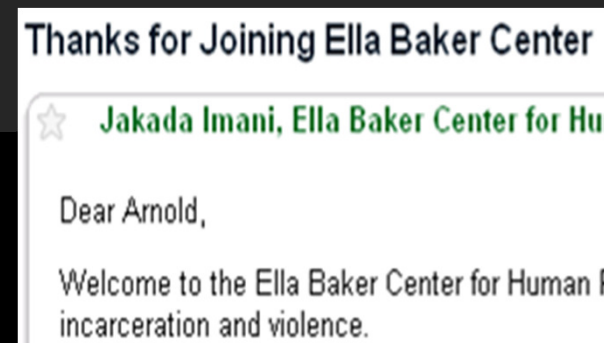 Thanks for Joining Ella Baker Center
Jakada Imani, Ella Baker Center for Hu
Dear Arnold,
Welcome to the Ella Baker Center for Human
incarceration and violence.